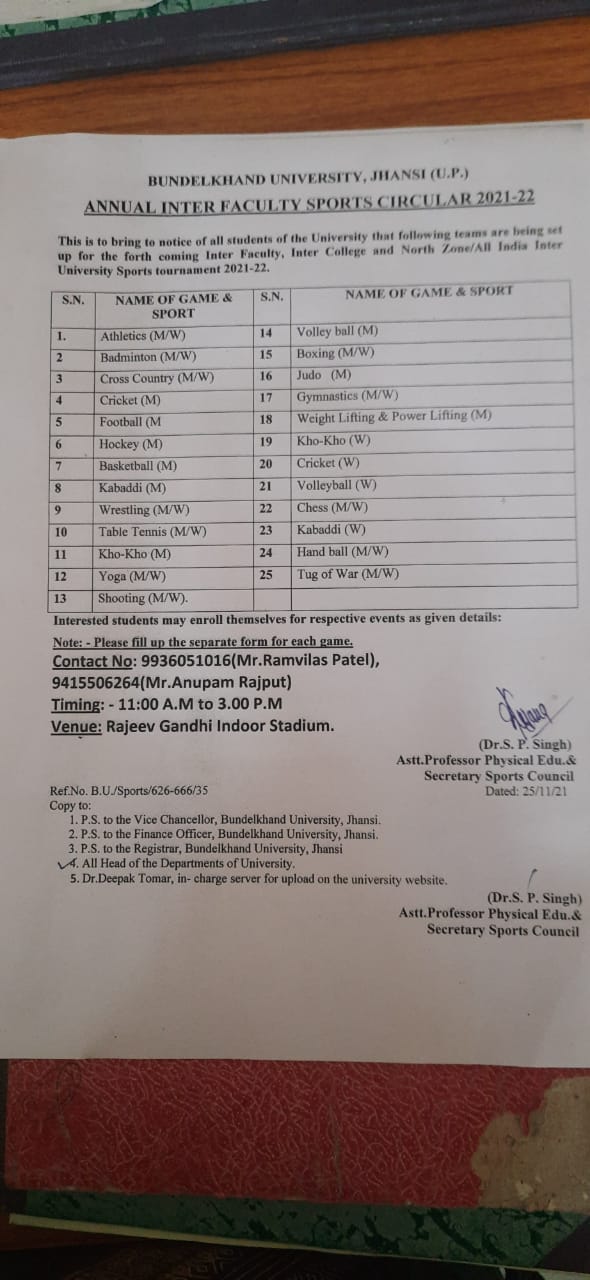 BUNDELKHAND UNIVERSITY, JHANSI (U.P.)
ANNUAL INTER FACULTY SPORTS CIRCULAR 2021-22
This is to bring to notice of all students of the University that following teams are being set
up for the forth coming Inter Faculty, Inter College and North Zone/All India Inter
University Sports tournament 2021-22.
S.N. NAME OF GAME & SPORT S.N. NAME OF GAME & SPORT
1. Athletics (M/W) 14 Volley ball (M)
2 Badminton (M/W) 15 Boxing (M/W)
3 Cross Country (M/W) 16 Judo (M)
4 Cricket (M) 17 Gymnastics (M/W)
5 Football (M 18 Weight Lifting & Power Lifting (M)
6 Hockey (M) 19 Kho-Kho (W)
7 Basketball (M) 20 Cricket (W)
8 Kabaddi (M) 21 Volleyball (W)
9 Wrestling (M/W) 22 Chess (M/W)
10 Table Tennis (M/W) 23 Kabaddi (W)
11 Kho-Kho (M) 24 Hand ball (M/W)
12 Yoga (M/W) 25 Tug of War (M/W)
13 Shooting (M/W).
Interested students may enroll themselves for respective events as given details:
Note: - Please fill up the separate form for each game.
Contact No: 9936051016(Mr.Ramvilas Patel),
9415506264(Mr.Anupam Rajput)
Timing: - 11:00 A.M to 3.00 P.M
Venue: Rajeev Gandhi Indoor Stadium.
(Dr.S. P. Singh)
Astt.Professor Physical Edu.&
Secretary Sports Council
Ref.No. B.U./Sports/626-666/35 Dated: 25/11/21
Copy to:
1. P.S. to the Vice Chancellor, Bundelkhand University, Jhansi.
2. P.S. to the Finance Officer, Bundelkhand University, Jhansi.
3. P.S. to the Registrar, Bundelkhand University, Jhansi
4. All Head of the Departments of University.
5. Dr.Deepak Tomar, in- charge server for upload on the university website.
(Dr.S. P. Singh)
Astt.Professor Physical Edu.&
Secretary Sports Council